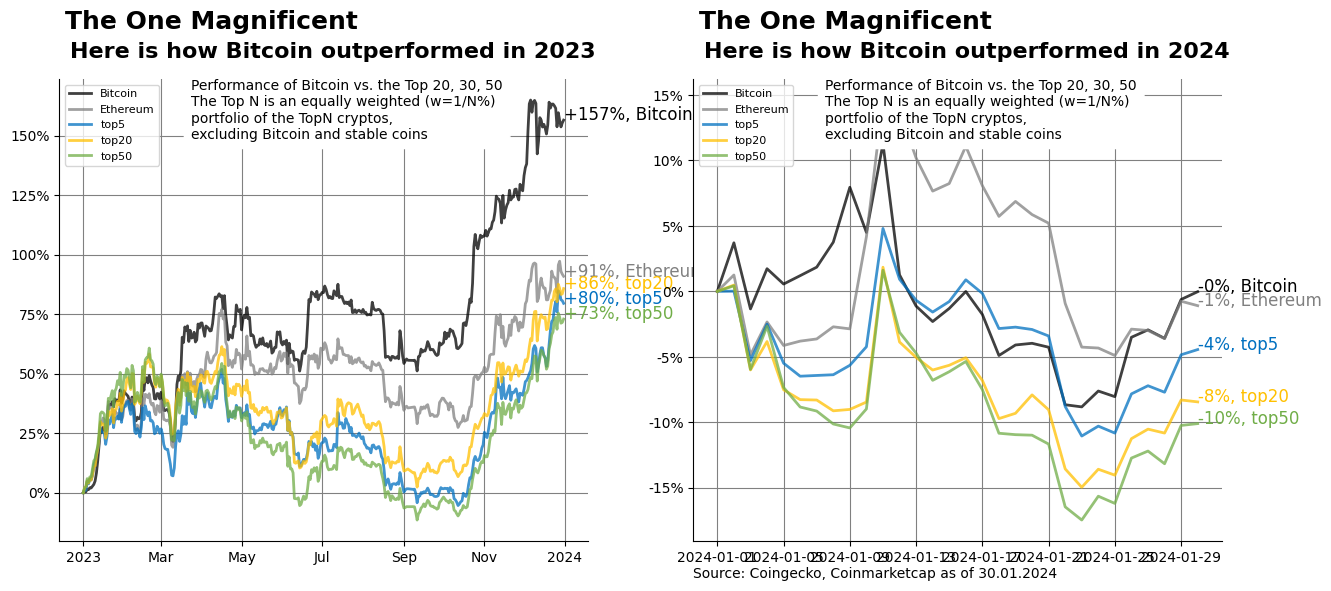 The One Magnificent
Here is how Bitcoin outperformed in 2023
Bitcoin
Ethereum
top5
top20
top50
Performance of Bitcoin vs. the Top 20, 30, 50
The Top N is an equally weighted (w=1/N%)
portfolio of the TopN cryptos,
excluding Bitcoin and stable coins
150%
125%
100%
75%
50%
25%
0%
+157%, Bitcoin
+91%, Ethereum
+86%, top20
+80%, top5
+73%, top50
2023
Mar
May
Jul
Sep
Nov
2024
The One Magnificent
Here is how Bitcoin outperformed in 2024
Bitcoin
Ethereum
top5
top20
top50
Performance of Bitcoin vs. the Top 20, 30, 50
The Top N is an equally weighted (w=1/N%)
portfolio of the TopN cryptos,
excluding Bitcoin and stable coins
15%
10%
5%
0%
-5%
-10%
-15%
-0%, Bitcoin
-1%, Ethereum
-4%, top5
-8%, top20
-10%, top50
2024-01-01
2024-01-05
2024-01-09
2024-01-13
2024-01-17
2024-01-21
2024-01-25
2024-01-29
Source: Coingecko, Coinmarketcap as of 30.01.2024